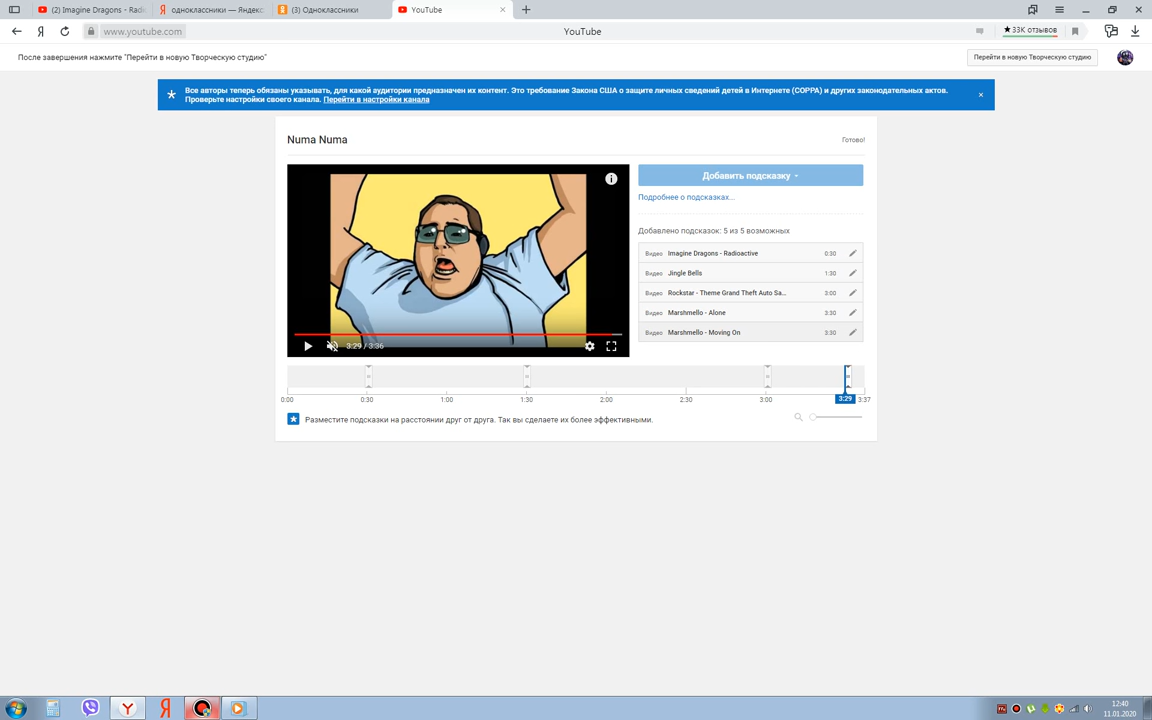 (2) Imagine Dragons - Radi
одноклассники — Яндекс
(3) Одноклассники
YouTube
www.youtube.com
YouTube
★33K отзывов
После завершения нажмите "Перейти в новую Творческую студию"
Перейти в новую Творческую студию
Все авторы теперь обязаны указывать, для какой аудитории предназначен их контент. Это требование Закона США о защите личных сведений детей в Интернете (COPPA) и других законодательных актов.
Проверьте настройки своего канала. Перейти в настройки канала
Numa Numa
Готово!
Добавить подсказку
Подробнее о подсказках...
Добавлено подсказок: 5 из 5 возможных
Видео Imagine Dragons - Radioactive 0:30
Видео Jingle Bells 1:30
Видео Rockstar - Theme Grand Theft Auto Sa... 3:00
Видео Marshmello - Alone 3:30
Видео Marshmello - Moving On 3:30
3:29 / 3:36
0:00 0:30 1:00 1:30 2:00 2:30 3:00 3:29 3:37
Разместите подсказки на расстоянии друг от друга. Так вы сделаете их более эффективными.
12:40
11.01.2020